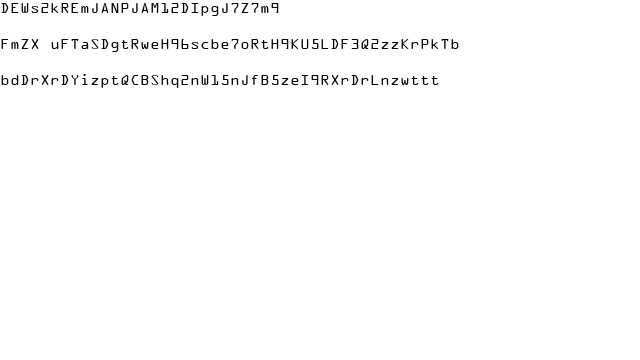 DEWs2kREmJANPJAM12DIpgJ7Z7m9
FmZX uFTaSDgtRweH96scbe7oRtH9KU5LDF3Q2zzKrPkTb
bdDrXrDYizptQCBShq2nW15nJfB5zeI9RXrDrLnzwttt